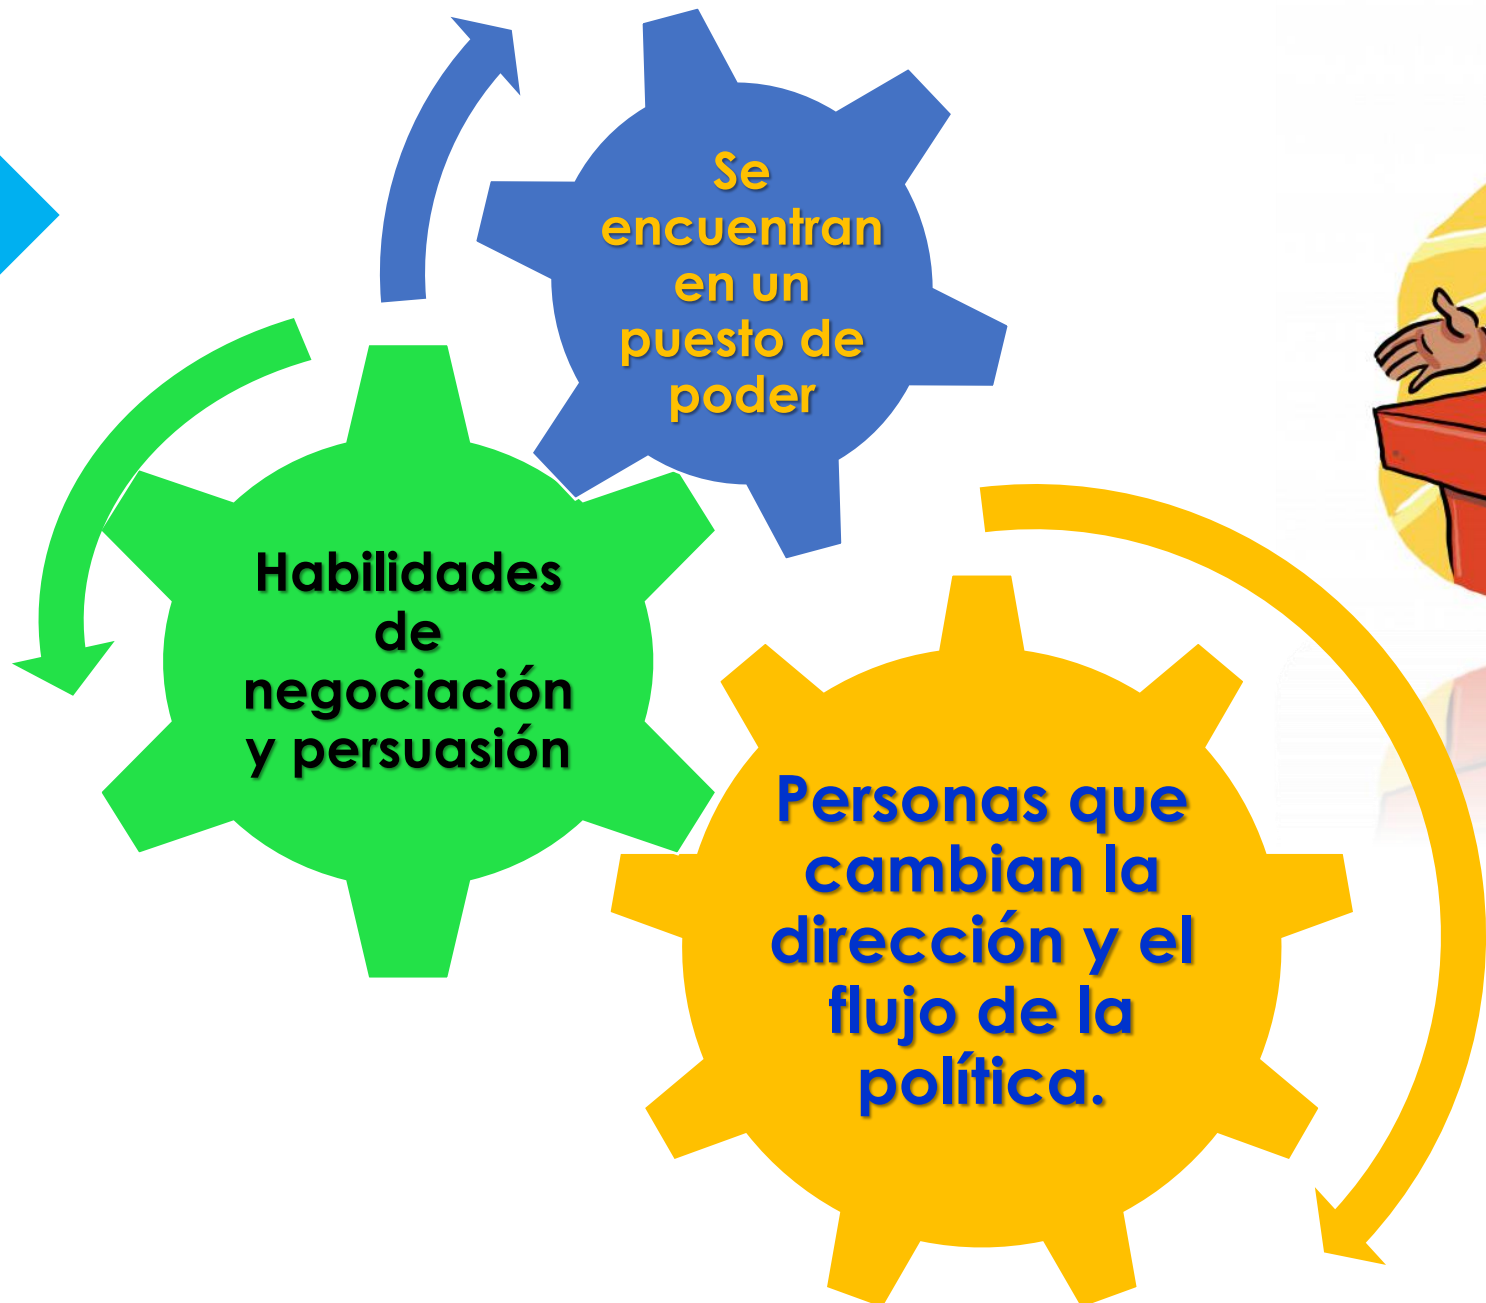 Se
encuentran
en un
puesto de
poder
Habilidades
de
negociación
y persuasión
Personas que
cambian la
dirección y el
flujo de la
política.